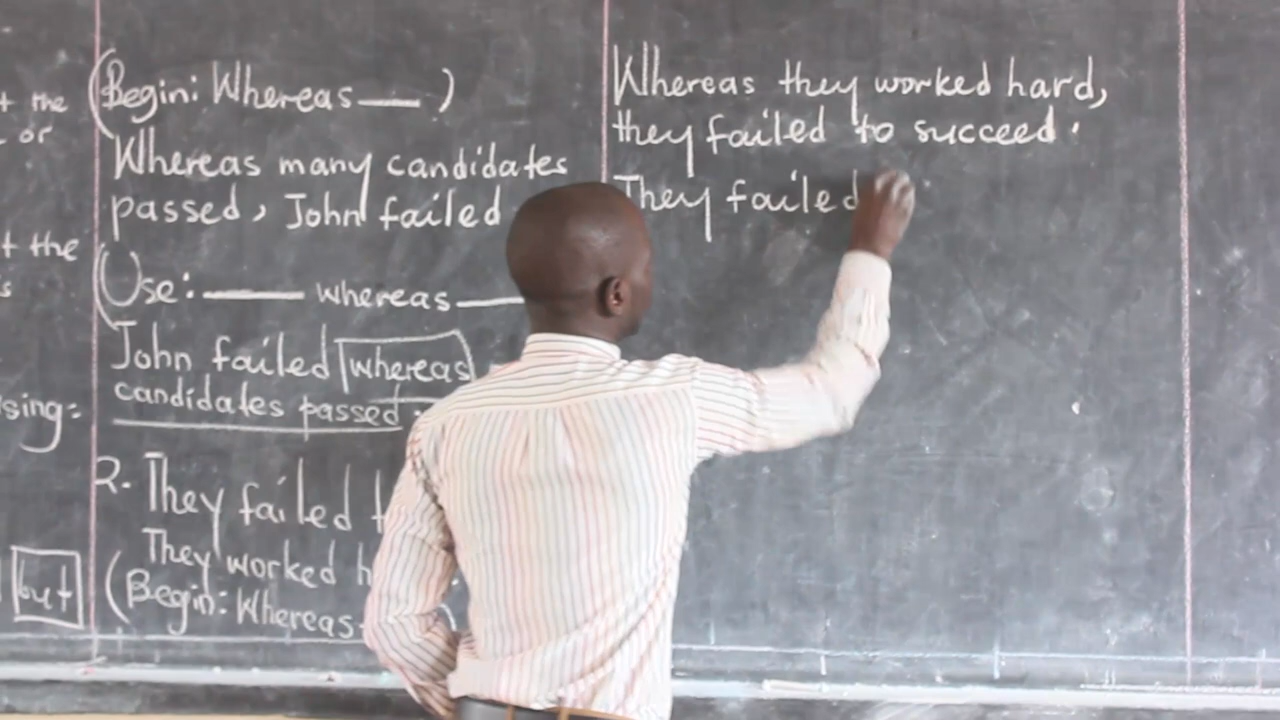 t the
or
t the
s
sing:
but
(Begin: Whereas ___ )
Whereas many candidates
passed, John failed
(Use: ___ whereas ___
John failed whereas
candidates passed.
2. They failed t
They worked h
(Begin: Whereas
Whereas they worked hard,
they failed to succeed.
They failed